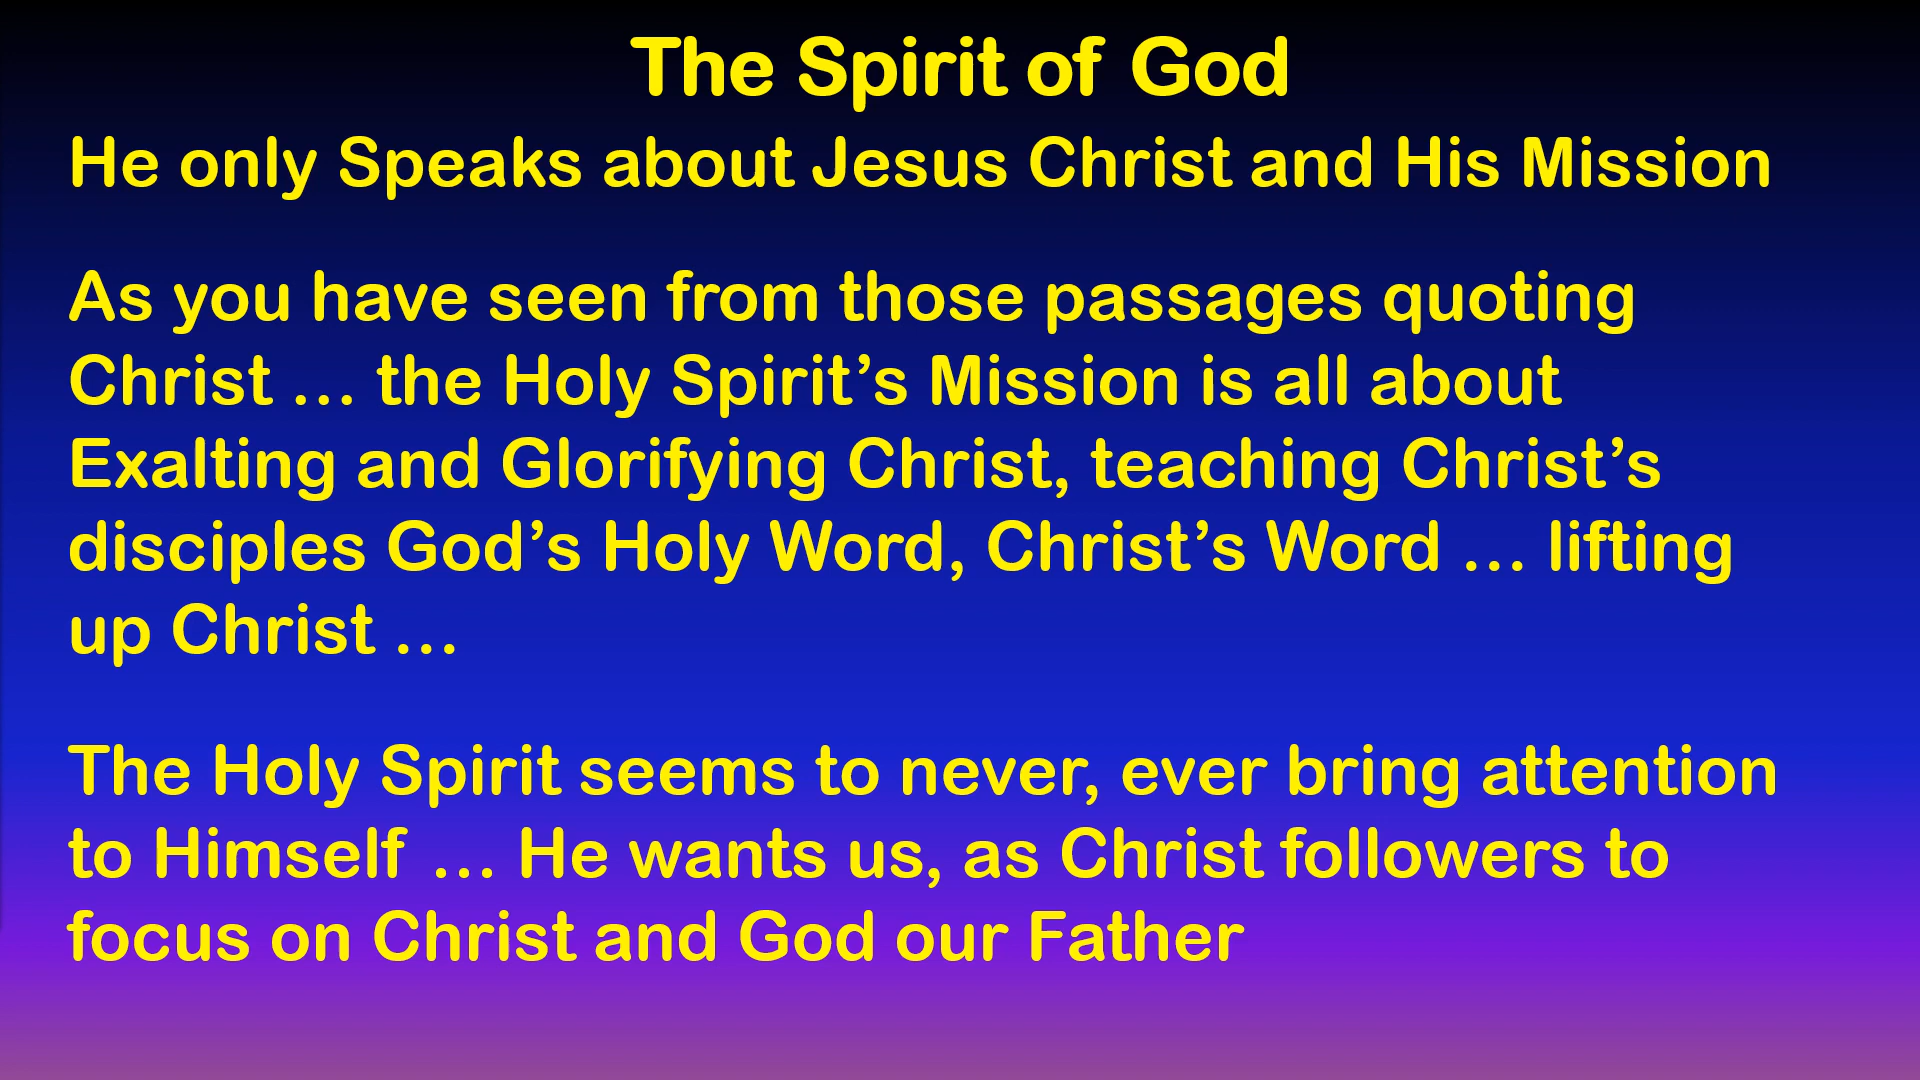 The Spirit of God
He only Speaks about Jesus Christ and His Mission
As you have seen from those passages quoting
Christ … the Holy Spirit’s Mission is all about
Exalting and Glorifying Christ, teaching Christ’s
disciples God’s Holy Word, Christ’s Word … lifting
up Christ …
The Holy Spirit seems to never, ever bring attention
to Himself … He wants us, as Christ followers to
focus on Christ and God our Father